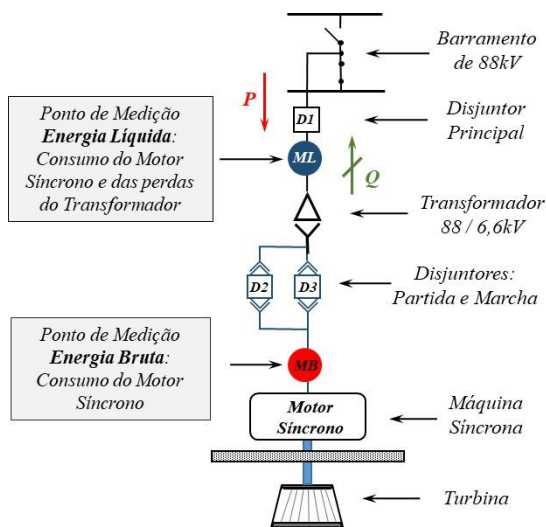 Barramento
de 88kV
P
D1
Disjuntor
Principal
Ponto de Medição
Energia Líquida:
Consumo do Motor
Síncrono e das perdas
do Transformador
ML
Q
Transformador
88 / 6,6kV
D2
D3
Disjuntores:
Partida e Marcha
Ponto de Medição
Energia Bruta:
Consumo do Motor
Síncrono
MB
Motor
Síncrono
Máquina
Síncrona
Turbina